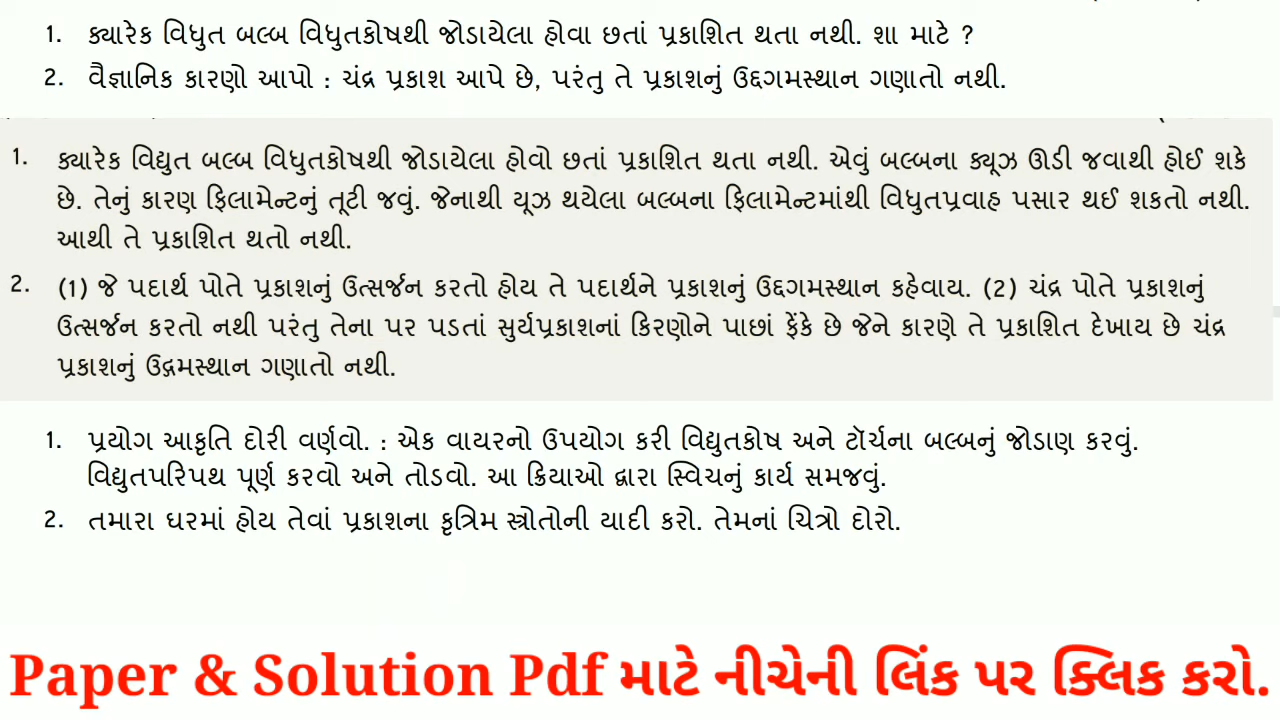 1. ક્યારેક વિધુત બલ્બ વિધુતકોષથી જોડાયેલા હોવા છતાં પ્રકાશિત થતા નથી. શા માટે ?
2. વૈજ્ઞાનિક કારણો આપો : ચંદ્ર પ્રકાશ આપે છે, પરંતુ તે પ્રકાશનું ઉદ્દગમસ્થાન ગણાતો નથી.
1. ક્યારેક વિદ્યુત બલ્બ વિધુતકોષથી જોડાયેલા હોવો છતાં પ્રકાશિત થતા નથી. એવું બલ્બના ક્યૂઝ ઊડી જવાથી હોઈ શકે
છે. તેનું કારણ ફિલામેન્ટનું તૂટી જવું. જેનાથી ચૂઝ થયેલા બલ્બના ફિલામેન્ટમાંથી વિધુતપ્રવાહ પસાર થઈ શકતો નથી.
આથી તે પ્રકાશિત થતો નથી.
2. (1) જે પદાર્થ પોતે પ્રકાશનું ઉત્સર્જન કરતો હોય તે પદાર્થને પ્રકાશનું ઉદ્દગમસ્થાન કહેવાય. (2) ચંદ્ર પોતે પ્રકાશનું
ઉત્સર્જન કરતો નથી પરંતુ તેના પર પડતાં સુર્યપ્રકાશનાં કિરણોને પાછાં ફેંકે છે જેને કારણે તે પ્રકાશિત દેખાય છે ચંદ્ર
પ્રકાશનું ઉદ્ગમસ્થાન ગણાતો નથી.
1. પ્રયોગ આકૃતિ દોરી વર્ણવો. : એક વાયરનો ઉપયોગ કરી વિદ્યુતકોષ અને ટૉર્ચના બલ્બનું જોડાણ કરવું.
વિદ્યુતપરિપથ પૂર્ણ કરવો અને તોડવો. આ ક્રિયાઓ દ્વારા સ્વિચનું કાર્ય સમજવું.
2. તમારા ઘરમાં હોય તેવાં પ્રકાશના કૃત્રિમ સ્ત્રોતોની યાદી કરો. તેમનાં ચિત્રો દોરો.
Paper & Solution Pdf માટે નીચેની લિંક પર ક્લિક કરો.